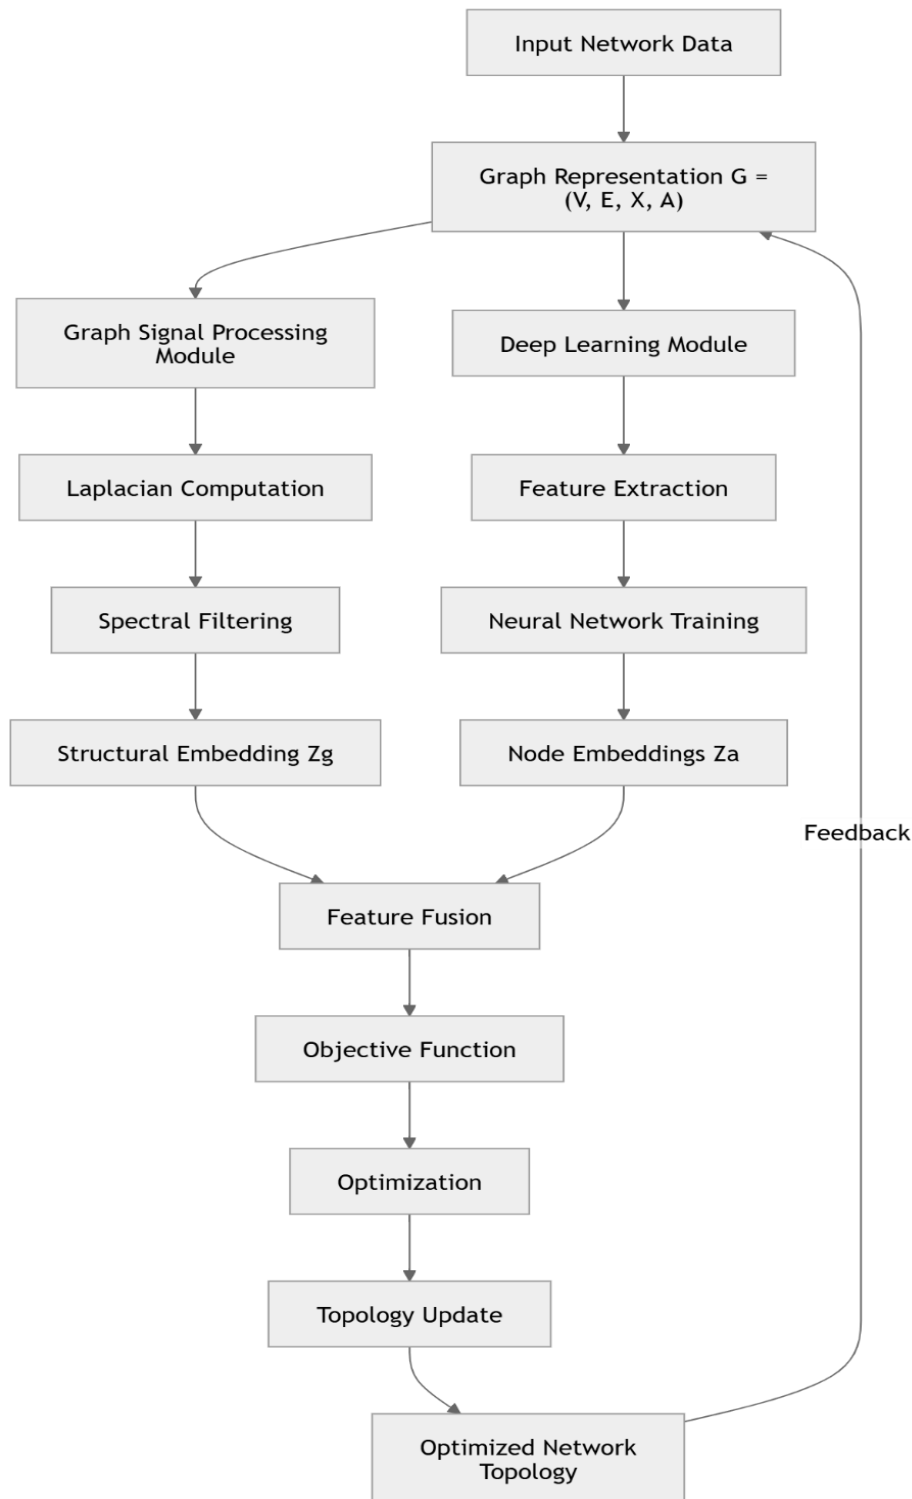 Input Network Data
Graph Representation G =
(V, E, X, A)
Graph Signal Processing
Module
Deep Learning Module
Laplacian Computation
Feature Extraction
Spectral Filtering
Neural Network Training
Structural Embedding Zg
Node Embeddings Za
Feedback
Feature Fusion
Objective Function
Optimization
Topology Update
Optimized Network
Topology